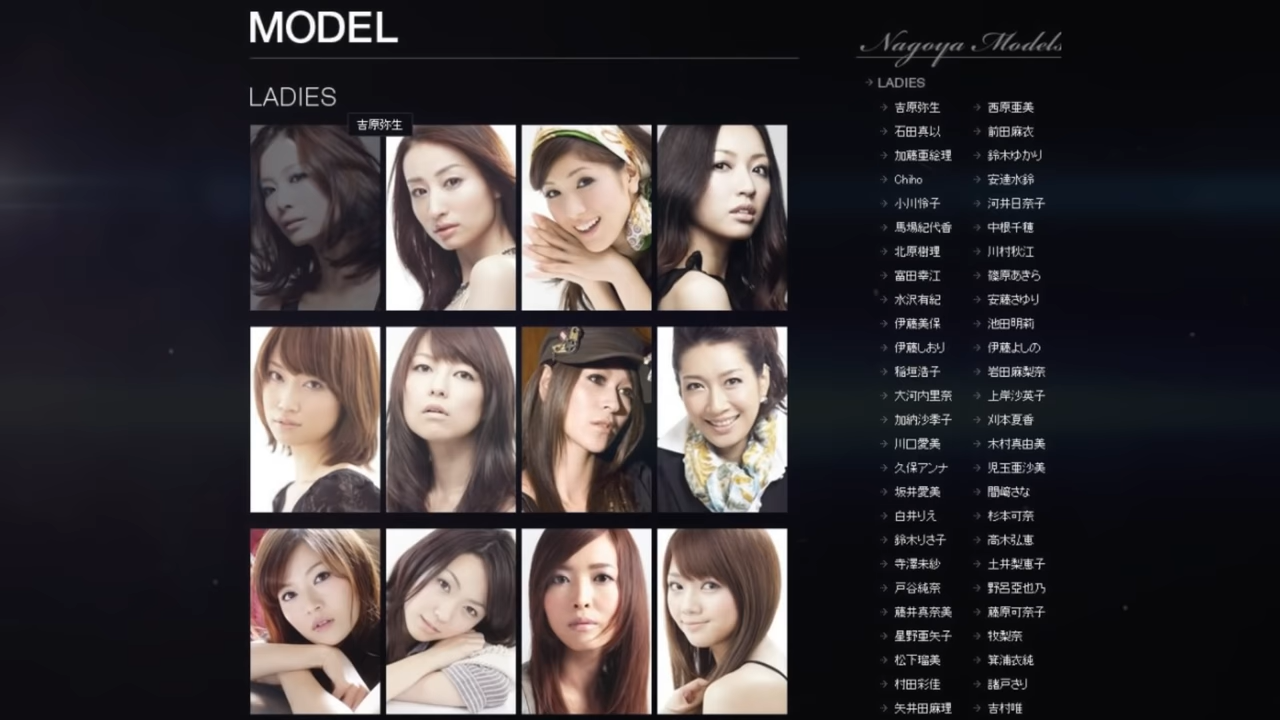 MODEL
LADIES
吉原弥生
Nagoya Models
LADIES
吉原弥生 西原亜美
石田真以 前田麻衣
加藤亜絵理 鈴木ゆかり
Chiho 安達水鈴
小川伶子 河井日奈子
馬場紀代香 中根千穂
北原樹理 川村秋江
富田幸江 篠原あきら
水沢有紀 安藤さゆり
伊藤美保 池田明莉
伊藤しおり 伊藤よしの
稲垣浩子 岩田麻梨奈
大河内里奈 上岸沙英子
加納沙季子 刈本夏香
川口愛美 木村真由美
久保アンナ 児玉亜沙美
坂井愛美 間﨑さな
白井りえ 杉本可奈
鈴木りさ子 高木弘恵
寺澤未紗 土井梨恵子
戸谷純奈 野呂亞也乃
藤井真奈美 藤原可奈子
星野亜矢子 牧梨奈
松下瑠美 箕浦衣純
村田彩佳 諸戸きり
矢井田麻理 吉村唯